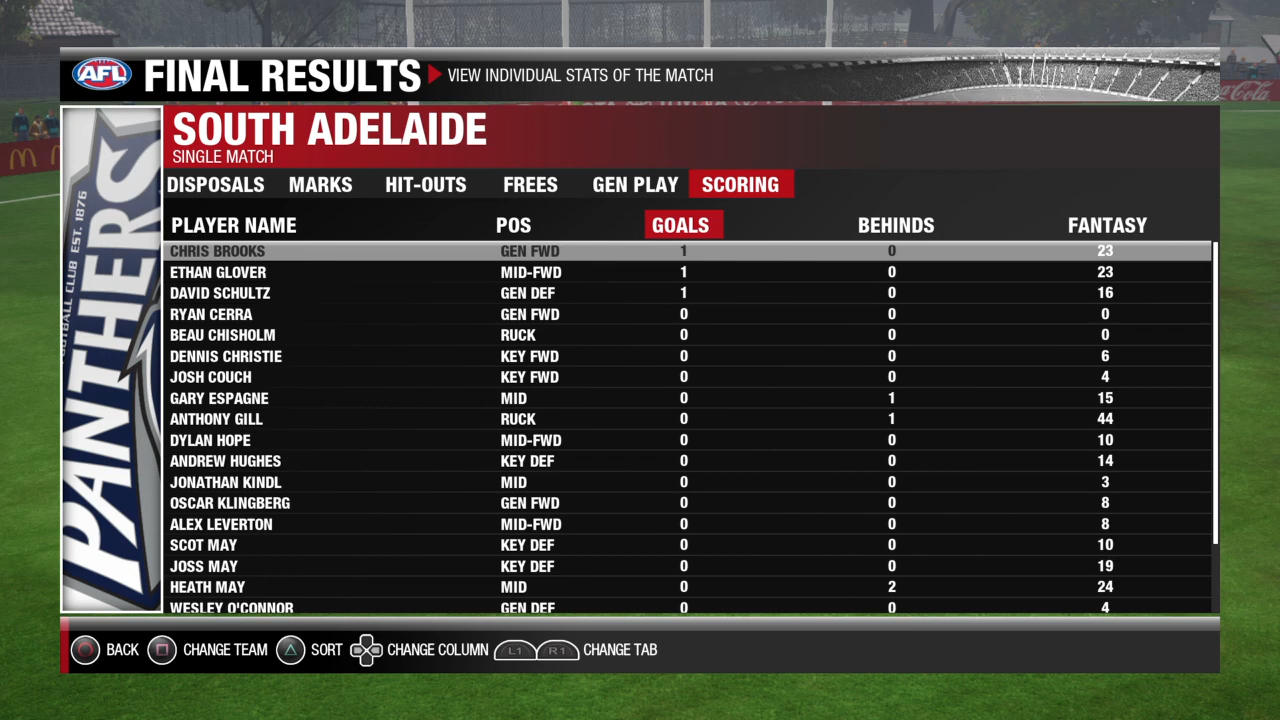 AFL FINAL RESULTS VIEW INDIVIDUAL STATS OF THE MATCH
Coca-Cola
SOUTH ADELAIDE
SINGLE MATCH
DISPOSALS MARKS HIT-OUTS FREES GEN PLAY SCORING
PLAYER NAME POS GOALS BEHINDS FANTASY
CHRIS BROOKS GEN FWD 1 0 23
ETHAN GLOVER MID-FWD 1 0 23
DAVID SCHULTZ GEN DEF 1 0 16
RYAN CERRA GEN FWD 0 0 0
BEAU CHISHOLM RUCK 0 0 0
DENNIS CHRISTIE KEY FWD 0 0 6
JOSH COUCH KEY FWD 0 0 4
GARY ESPAGNE MID 0 1 15
ANTHONY GILL RUCK 0 1 44
DYLAN HOPE MID-FWD 0 0 10
ANDREW HUGHES KEY DEF 0 0 14
JONATHAN KINDL MID 0 0 3
OSCAR KLINGBERG GEN FWD 0 0 8
ALEX LEVERTON MID-FWD 0 0 8
SCOT MAY KEY DEF 0 0 10
JOSS MAY KEY DEF 0 0 19
HEATH MAY MID 0 2 24
WESLEY O'CONNOR GEN DEF 0 0 4
PANTHERS
FOOTBALL CLUB EST. 1876
BACK CHANGE TEAM SORT CHANGE COLUMN L1 R1 CHANGE TAB